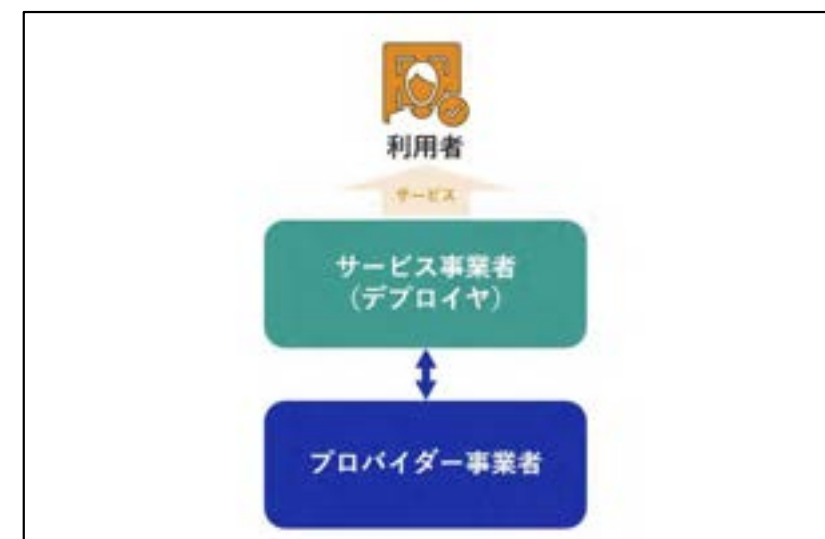 利用者
サービス
サービス事業者
（デプロイヤ）
プロバイダー事業者